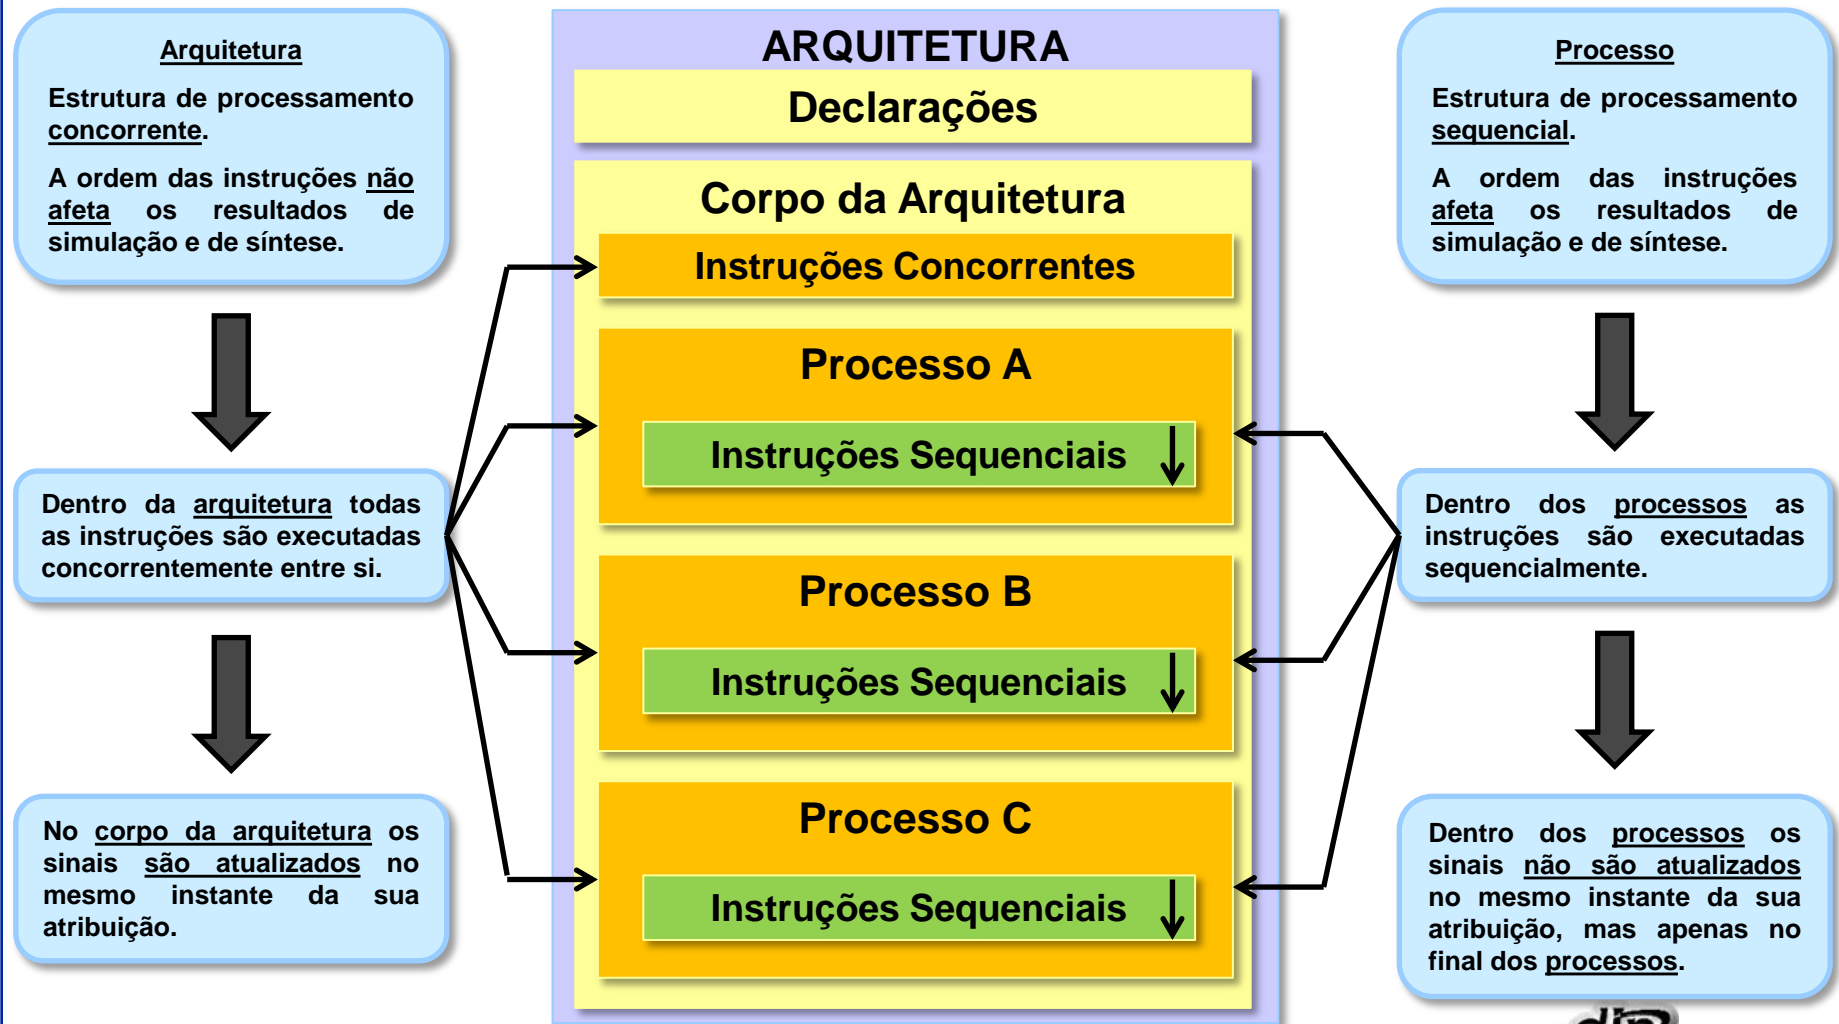 Arquitetura
Estrutura de processamento
concorrente.
A ordem das instruções não
afeta os resultados de
simulação e de síntese.
Dentro da arquitetura todas
as instruções são executadas
concorrentemente entre si.
No corpo da arquitetura os
sinais são atualizados no
mesmo instante da sua
atribuição.
ARQUITETURA
Declarações
Corpo da Arquitetura
Instruções Concorrentes
Processo A
Instruções Sequenciais
Processo B
Instruções Sequenciais
Processo C
Instruções Sequenciais
Processo
Estrutura de processamento
sequencial.
A ordem das instruções
afeta os resultados de
simulação e de síntese.
Dentro dos processos as
instruções são executadas
sequencialmente.
Dentro dos processos os
sinais não são atualizados
no mesmo instante da sua
atribuição, mas apenas no
final dos processos.